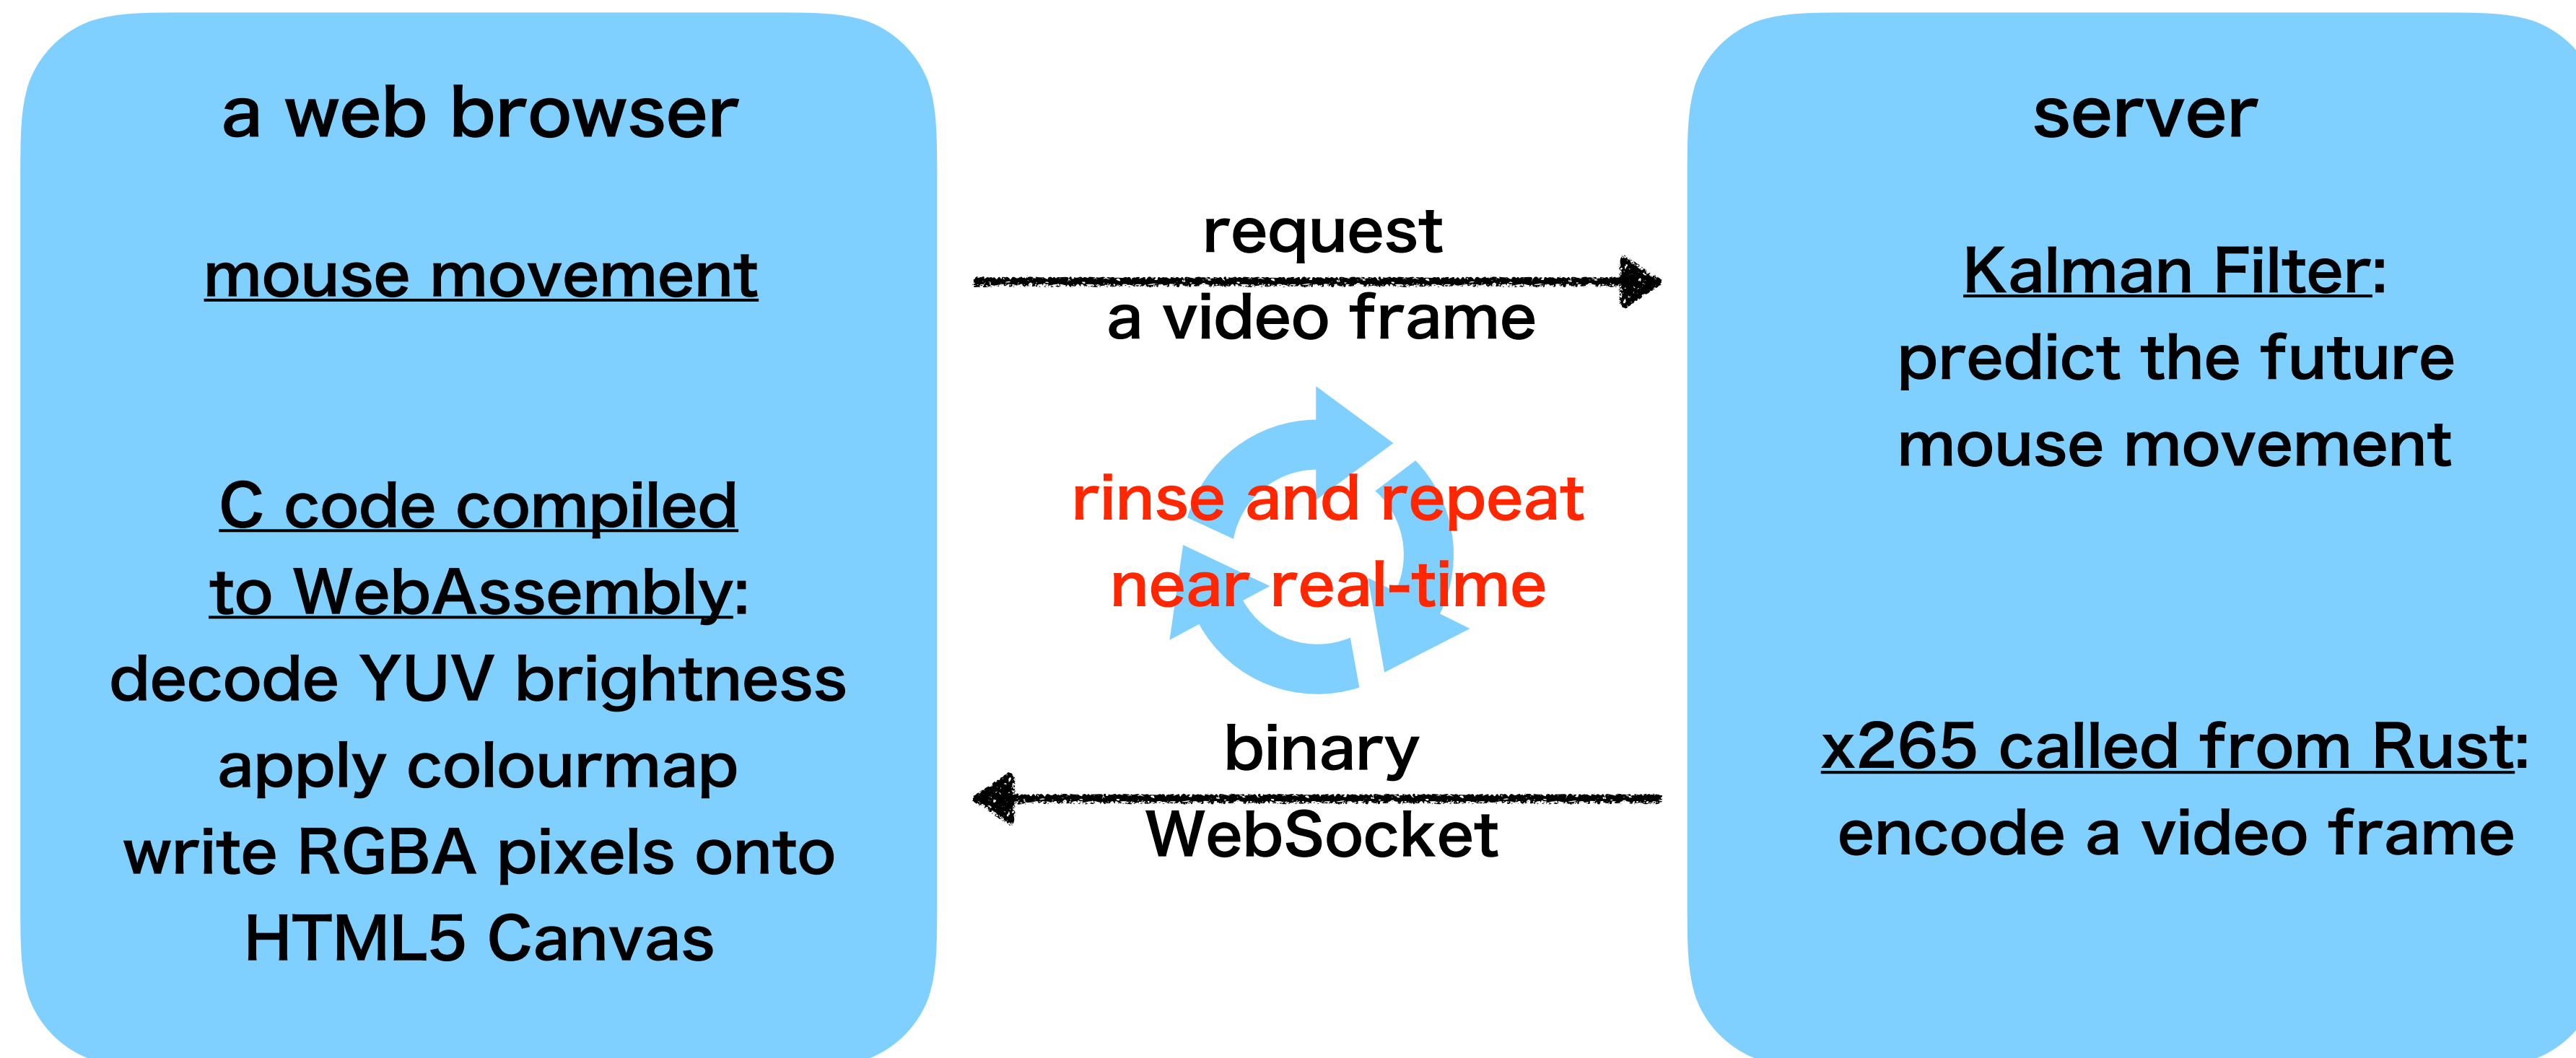 a web browser
mouse movement
C code compiled
to WebAssembly:
decode YUV brightness
apply colourmap
write RGBA pixels onto
HTML5 Canvas
request
a video frame
rinse and repeat
near real-time
binary
WebSocket
server
Kalman Filter:
predict the future
mouse movement
x265 called from Rust:
encode a video frame